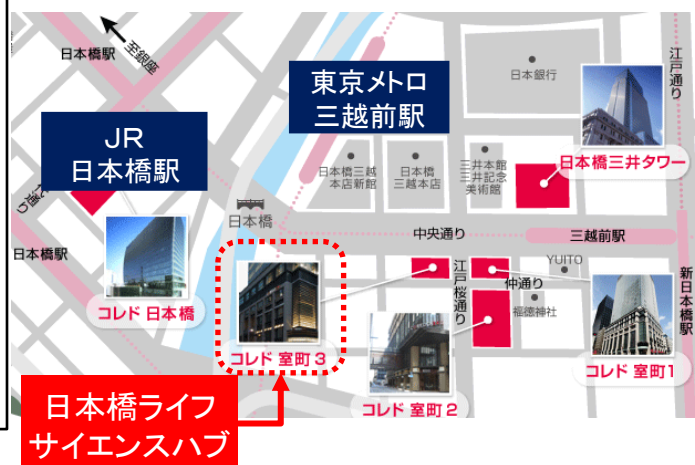 至銀座
日本橋駅
JR
日本橋駅
東京メトロ
三越前駅
日本銀行
江戸通り
日本橋三井タワー
日本橋三越
本店新館
日本橋
三越本店
三井本館
三井記念
美術館
日本橋
中央通り
三越前駅
日本橋駅
コレド 日本橋
コレド 室町 3
江戸桜通り
仲通り
YUITO
福徳神社
新日本橋駅
コレド 室町 2
コレド 室町1
日本橋ライフ
サイエンスハブ